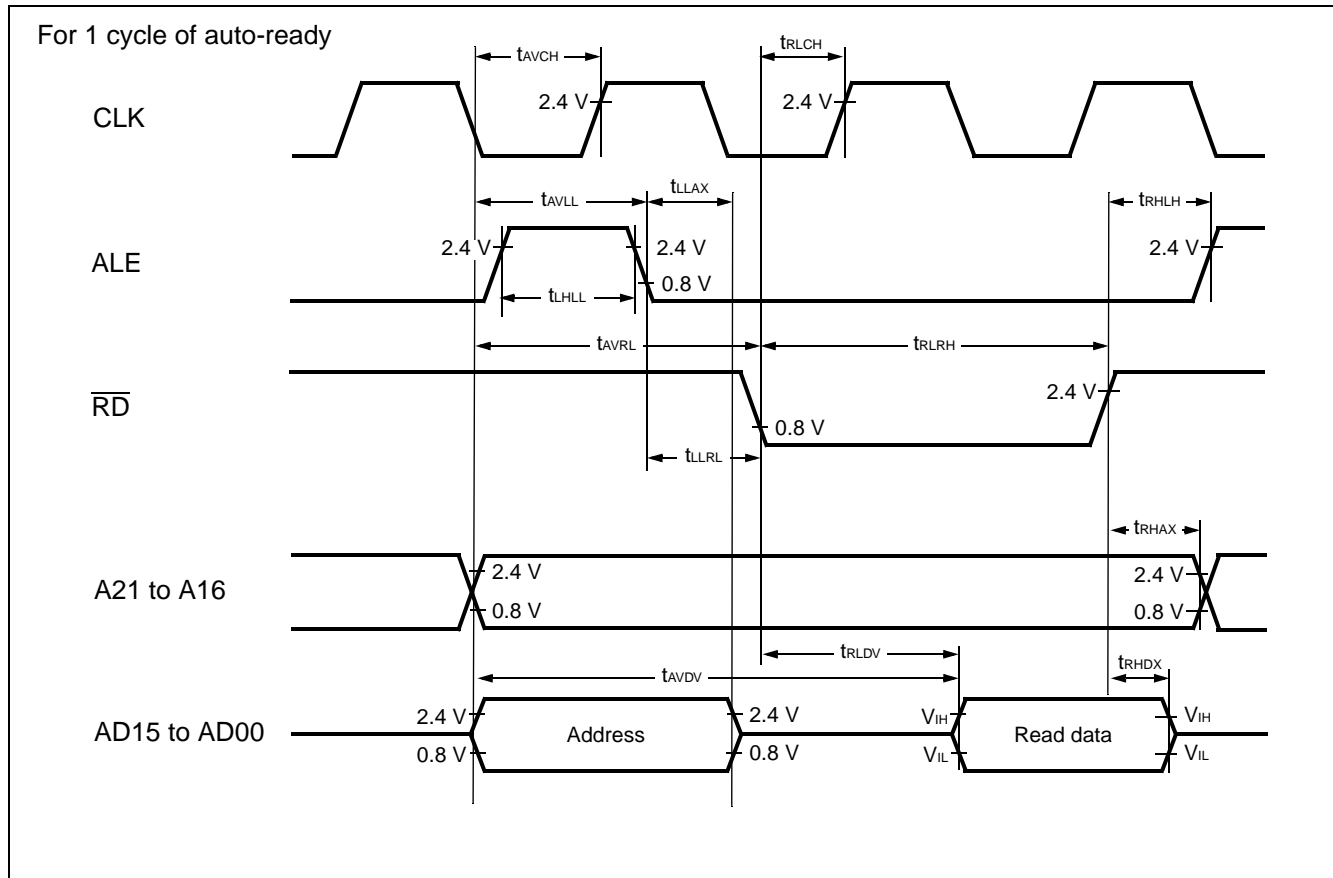 For 1 cycle of auto-ready
tAVCH
tRLCH
CLK
2.4 V
2.4 V
tAVLL
tLLAX
tRHLH
ALE
2.4 V
2.4 V
2.4 V
0.8 V
tLHLL
tAVRL
tRLRH
RD
2.4 V
0.8 V
tLLRL
tRHAX
A21 to A16
2.4 V
2.4 V
0.8 V
0.8 V
tRLDV
tRHDX
tAVDV
AD15 to AD00
2.4 V
2.4 V
VIH
VIH
Address
Read data
0.8 V
0.8 V
VIL
VIL